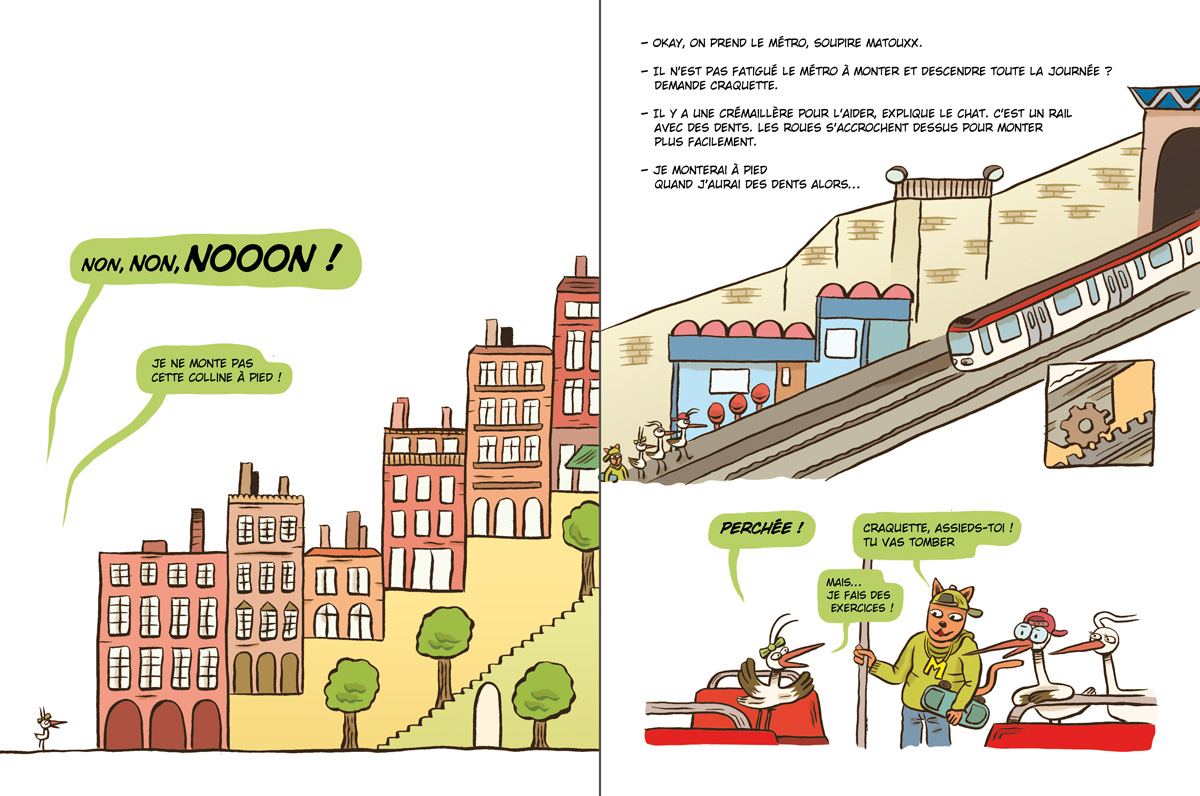 NON, NON, NOOON !
JE NE MONTE PAS
CETTE COLLINE À PIED !
– OKAY, ON PREND LE MÉTRO, SOUPIRE MATOUXX.
– IL N'EST PAS FATIGUÉ LE MÉTRO À MONTER ET DESCENDRE TOUTE LA JOURNÉE ?
DEMANDE CRAQUETTE.
– IL Y A UNE CRÉMAILLÈRE POUR L'AIDER, EXPLIQUE LE CHAT. C'EST UN RAIL
AVEC DES DENTS. LES ROUES S'ACCROCHENT DESSUS POUR MONTER
PLUS FACILEMENT.
– JE MONTERAI À PIED
QUAND J'AURAI DES DENTS ALORS...
PERCHÉE !
CRAQUETTE, ASSIEDS-TOI !
TU VAS TOMBER
MAIS...
JE FAIS DES
EXERCICES !
M